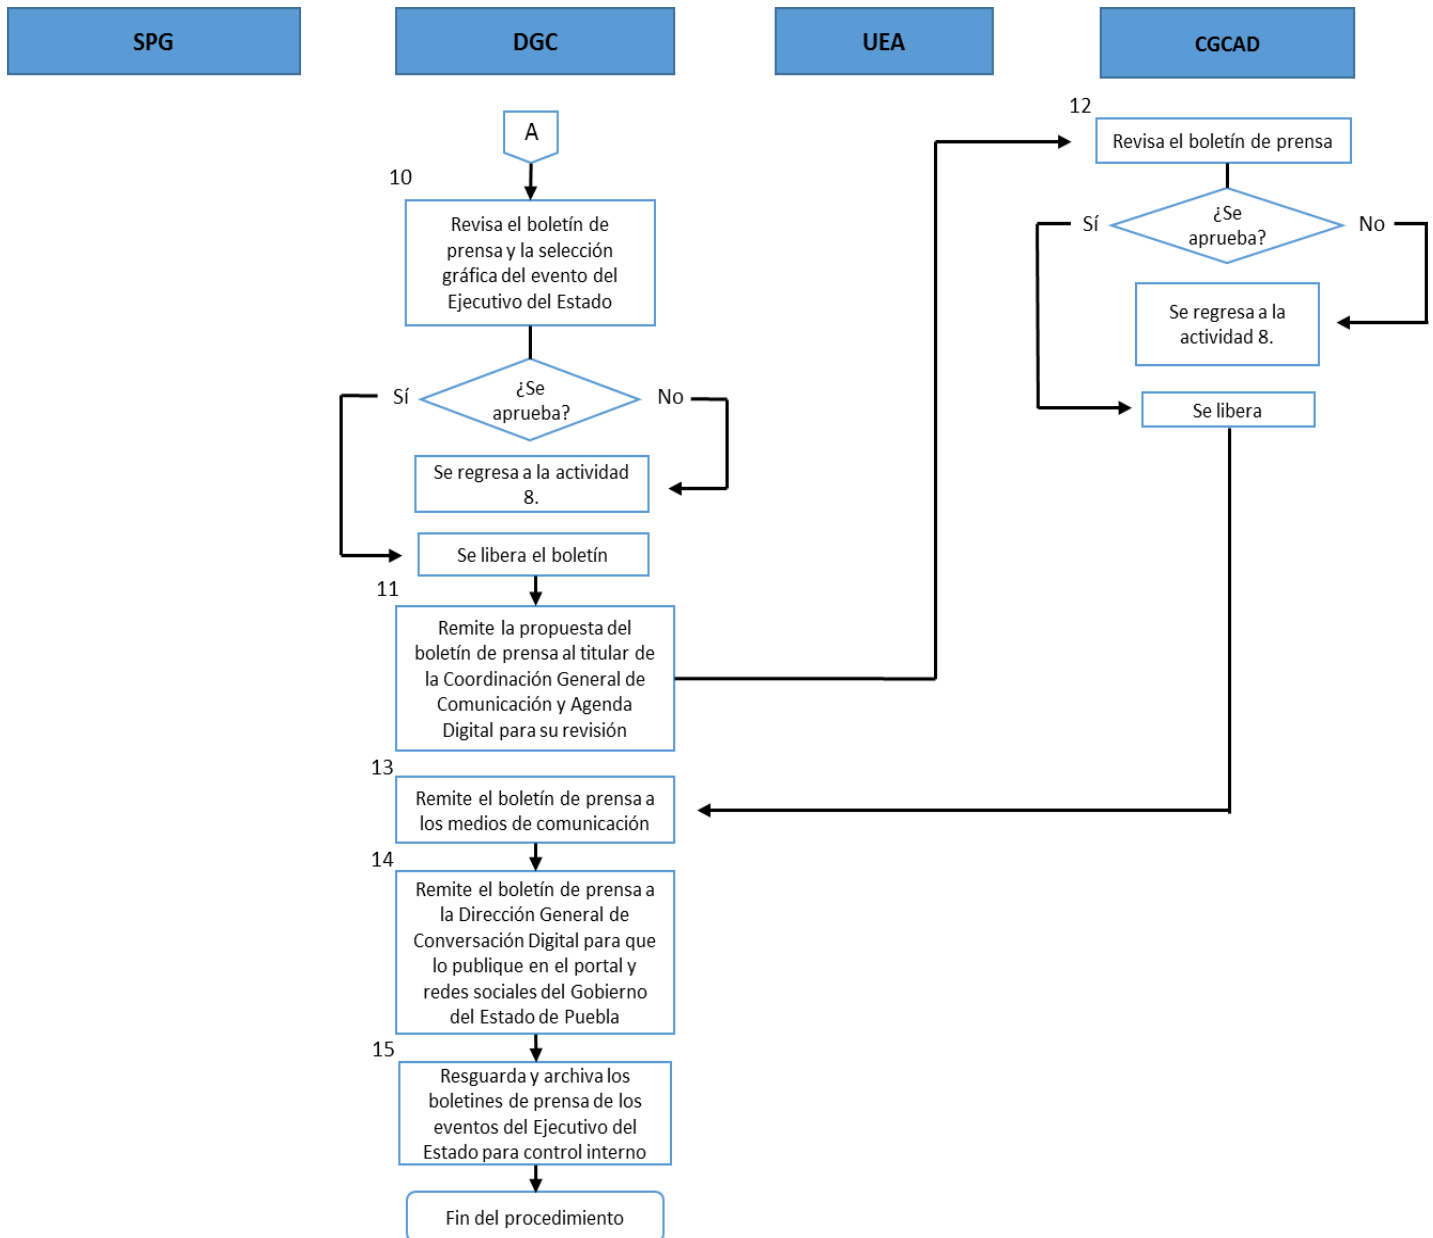 SPG
DGC
UEA
CGCAD
A
10
Revisa el boletín de
prensa y la selección
gráfica del evento del
Ejecutivo del Estado
¿Se
aprueba?
Sí
No
Se regresa a la actividad
8.
Se libera el boletín
11
Remite la propuesta del
boletín de prensa al titular de
la Coordinación General de
Comunicación y Agenda
Digital para su revisión
12
Revisa el boletín de prensa
¿Se
aprueba?
Sí
No
Se regresa a la
actividad 8.
Se libera
13
Remite el boletín de prensa a
los medios de comunicación
14
Remite el boletín de prensa a
la Dirección General de
Conversación Digital para que
lo publique en el portal y
redes sociales del Gobierno
del Estado de Puebla
15
Resguarda y archiva los
boletines de prensa de los
eventos del Ejecutivo del
Estado para control interno
Fin del procedimiento